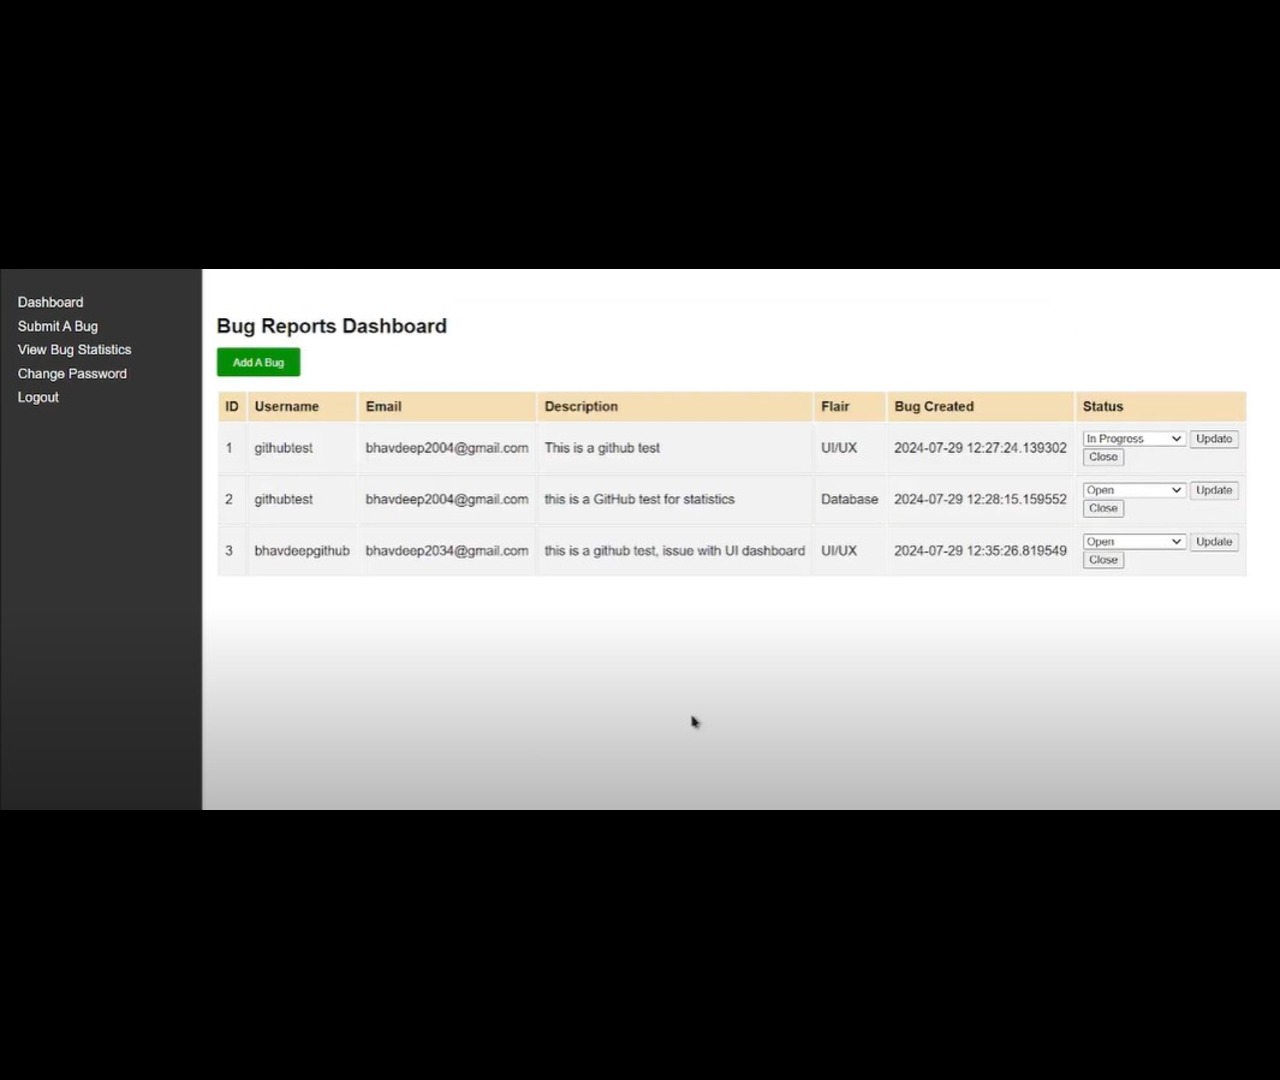 Dashboard
Submit A Bug
View Bug Statistics
Change Password
Logout
Bug Reports Dashboard
Add A Bug
ID Username Email Description Flair Bug Created Status
1 githubtest bhavdeep2004@gmail.com This is a github test UI/UX 2024-07-29 12:27:24.139302 In Progress Update
Close
2 githubtest bhavdeep2004@gmail.com this is a GitHub test for statistics Database 2024-07-29 12:28:15.159552 Open Update
Close
3 bhavdeepgithub bhavdeep2034@gmail.com this is a github test, issue with UI dashboard UI/UX 2024-07-29 12:35:26.819549 Open Update
Close